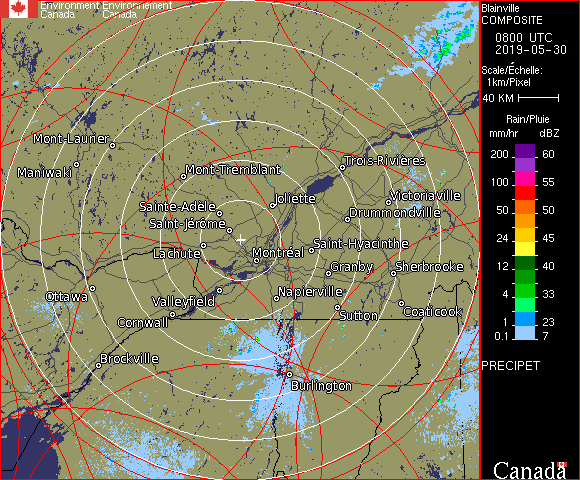 Environment Environnement
Canada Canada
Blainville
COMPOSITE
0800 UTC
2019-05-30
Scale/Échelle:
1km/Pixel
40 KM
Rain/Pluie
mm/hr dBZ
200 60
100 55
50 50
24 45
12 40
4 33
1 23
0.1 7
PRECIPET
Canada
Mont-Laurier
Maniwaki
Mont-Tremblant
Trois-Rivières
Joliette
Victoriaville
Sainte-Adèle
Drummondville
Saint-Jérôme
Saint-Hyacinthe
Lachute
Montréal
Granby
Sherbrooke
Ottawa
Valleyfield
Napierville
Cornwall
Sutton
Coaticook
Brockville
Burlington